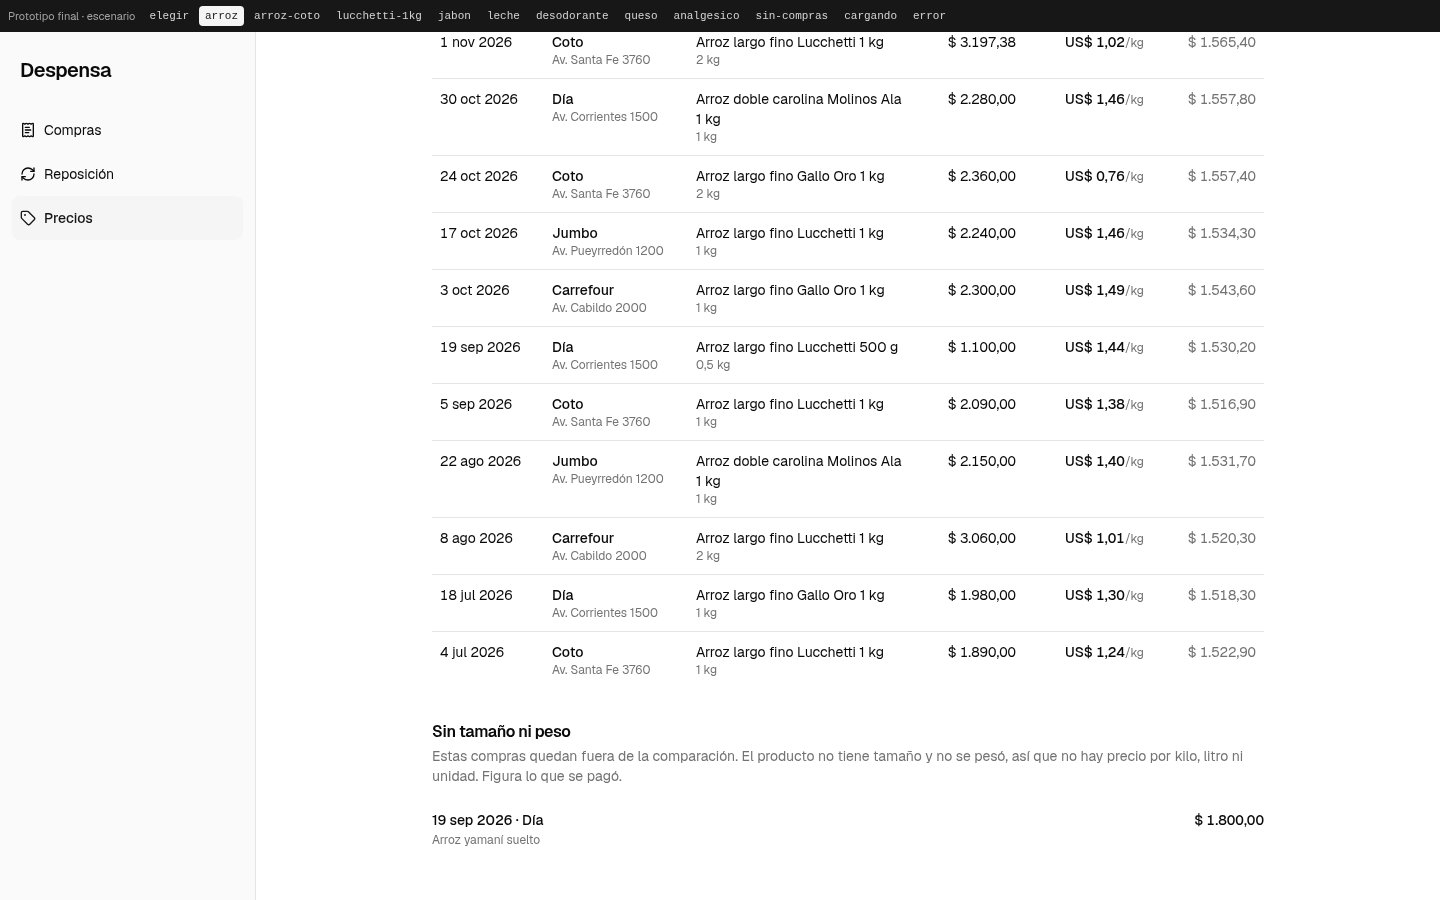 Prototipo final · escenario elegir arroz arroz-coto lucchetti-1kg jabon leche desodorante queso analgesico sin-compras cargando error
Despensa
Compras
Reposición
Precios
1 nov 2026 Coto Arroz largo fino Lucchetti 1 kg $ 3.197,38 US$ 1,02/kg $ 1.565,40
Av. Santa Fe 3760 2 kg
30 oct 2026 Día Arroz doble carolina Molinos Ala $ 2.280,00 US$ 1,46/kg $ 1.557,80
Av. Corrientes 1500 1 kg
1 kg
24 oct 2026 Coto Arroz largo fino Gallo Oro 1 kg $ 2.360,00 US$ 0,76/kg $ 1.557,40
Av. Santa Fe 3760 2 kg
17 oct 2026 Jumbo Arroz largo fino Lucchetti 1 kg $ 2.240,00 US$ 1,46/kg $ 1.534,30
Av. Pueyrredón 1200 1 kg
3 oct 2026 Carrefour Arroz largo fino Gallo Oro 1 kg $ 2.300,00 US$ 1,49/kg $ 1.543,60
Av. Cabildo 2000 1 kg
19 sep 2026 Día Arroz largo fino Lucchetti 500 g $ 1.100,00 US$ 1,44/kg $ 1.530,20
Av. Corrientes 1500 0,5 kg
5 sep 2026 Coto Arroz largo fino Lucchetti 1 kg $ 2.090,00 US$ 1,38/kg $ 1.516,90
Av. Santa Fe 3760 1 kg
22 ago 2026 Jumbo Arroz doble carolina Molinos Ala $ 2.150,00 US$ 1,40/kg $ 1.531,70
Av. Pueyrredón 1200 1 kg
1 kg
8 ago 2026 Carrefour Arroz largo fino Lucchetti 1 kg $ 3.060,00 US$ 1,01/kg $ 1.520,30
Av. Cabildo 2000 2 kg
18 jul 2026 Día Arroz largo fino Gallo Oro 1 kg $ 1.980,00 US$ 1,30/kg $ 1.518,30
Av. Corrientes 1500 1 kg
4 jul 2026 Coto Arroz largo fino Lucchetti 1 kg $ 1.890,00 US$ 1,24/kg $ 1.522,90
Av. Santa Fe 3760 1 kg
Sin tamaño ni peso
Estas compras quedan fuera de la comparación. El producto no tiene tamaño y no se pesó, así que no hay precio por kilo, litro ni
unidad. Figura lo que se pagó.
19 sep 2026 · Día $ 1.800,00
Arroz yamaní suelto